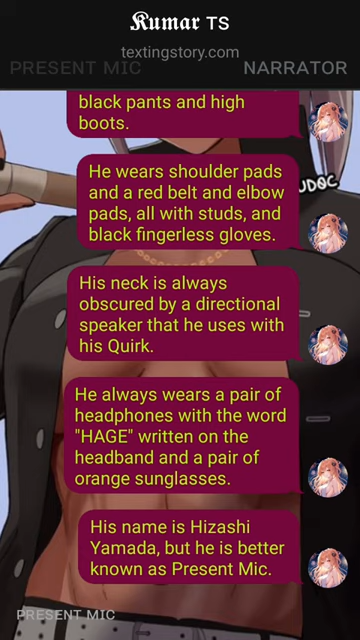 𝕶𝖚𝖒𝖆𝖗 TS
textingstory.com
PRESENT MIC
NARRATOR
black pants and high
boots.
He wears shoulder pads
and a red belt and elbow
pads, all with studs, and
black fingerless gloves.
His neck is always
obscured by a directional
speaker that he uses with
his Quirk.
He always wears a pair of
headphones with the word
"HAGE" written on the
headband and a pair of
orange sunglasses.
His name is Hizashi
Yamada, but he is better
known as Present Mic.
PRESENT MIC